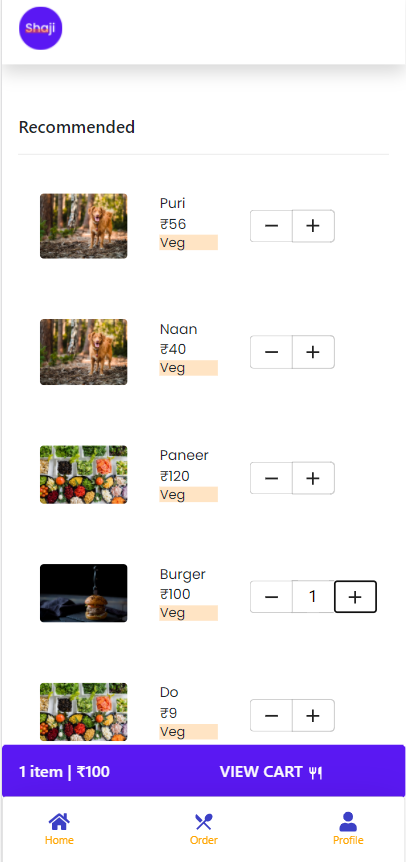 Shaji
Recommended
Puri
₹56
Veg
Naan
₹40
Veg
Paneer
₹120
Veg
Burger
₹100
Veg
− 1 +
Do
₹9
Veg
1 item | ₹100 VIEW CART
Home Order Profile